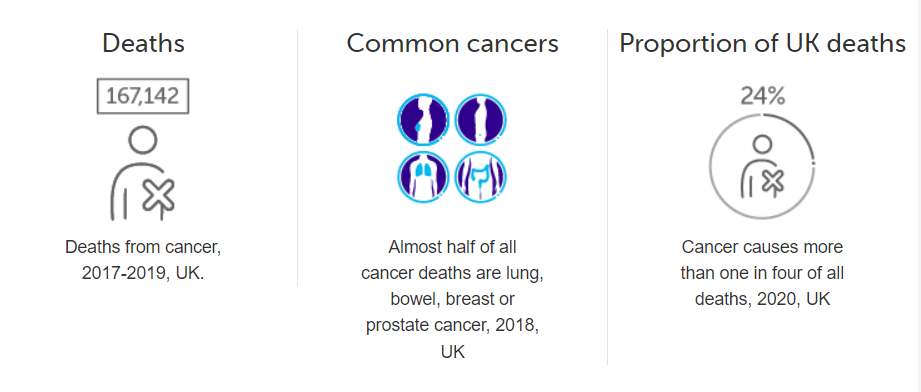 Deaths
167,142
Deaths from cancer,
2017-2019, UK.
Common cancers
Almost half of all
cancer deaths are lung,
bowel, breast or
prostate cancer, 2018,
UK
Proportion of UK deaths
24%
Cancer causes more
than one in four of all
deaths, 2020, UK